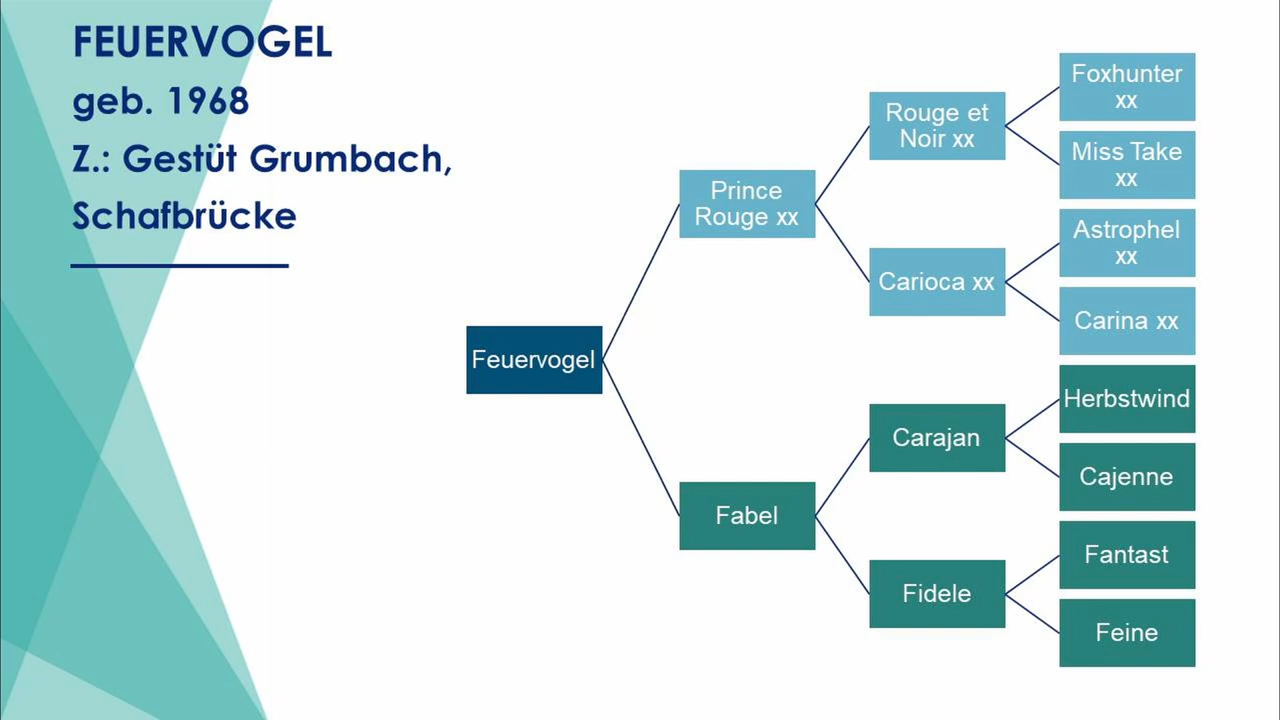 FEUERVOGEL
geb. 1968
Z.: Gestüt Grumbach,
Schafbrücke
Feuervogel
Prince
Rouge xx
Fabel
Rouge et
Noir xx
Carioca xx
Carajan
Fidele
Foxhunter
xx
Miss Take
xx
Astrophel
xx
Carina xx
Herbstwind
Cajenne
Fantast
Feine